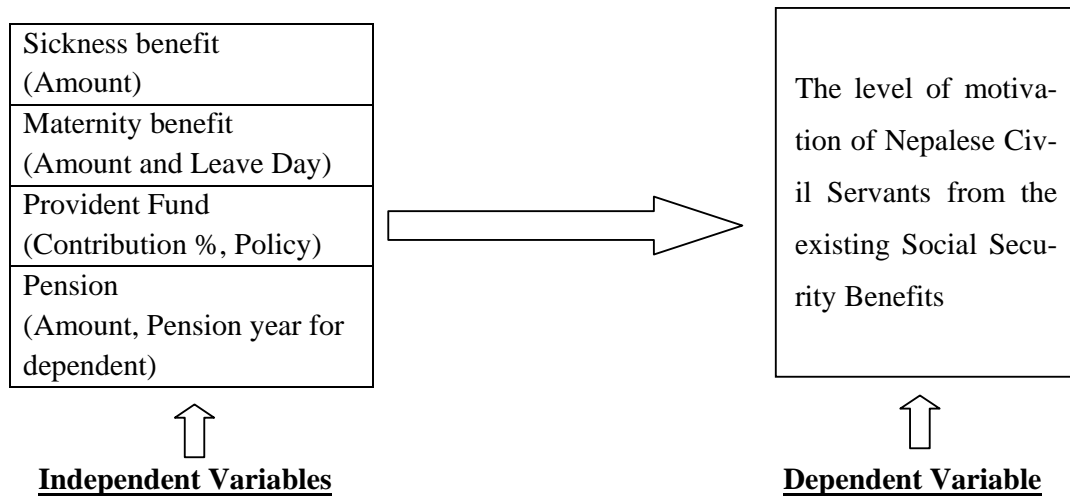 Sickness benefit
(Amount)
Maternity benefit
(Amount and Leave Day)
Provident Fund
(Contribution %, Policy)
Pension
(Amount, Pension year for
dependent)
The level of motiva-
tion of Nepalese Civ-
il Servants from the
existing Social Secu-
rity Benefits
Independent Variables
Dependent Variable